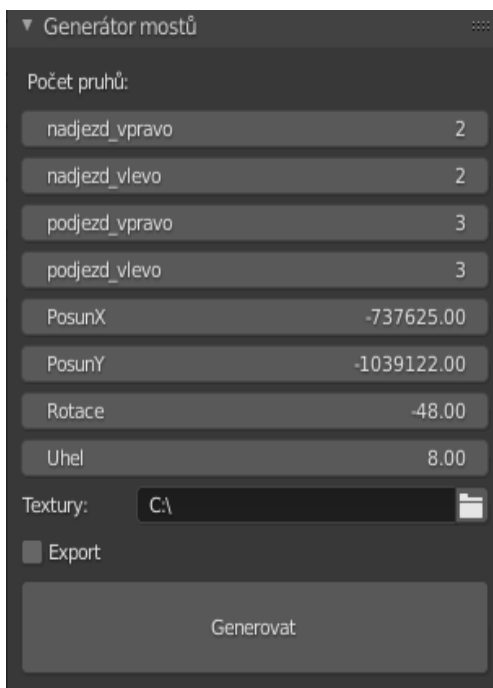 Generátor mostů
Počet pruhů:
nadjezd_vpravo 2
nadjezd_vlevo 2
podjezd_vpravo 3
podjezd_vlevo 3
PosunX -737625.00
PosunY -1039122.00
Rotace -48.00
Uhel 8.00
Textury: C:\
Export
Generovat